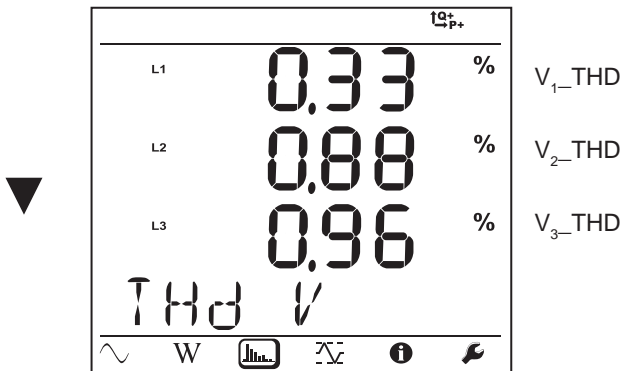 Q+
P+
L1 0.33 % V₁_THD
L2 0.88 % V₂_THD
L3 0.96 % V₃_THD
THd V
W